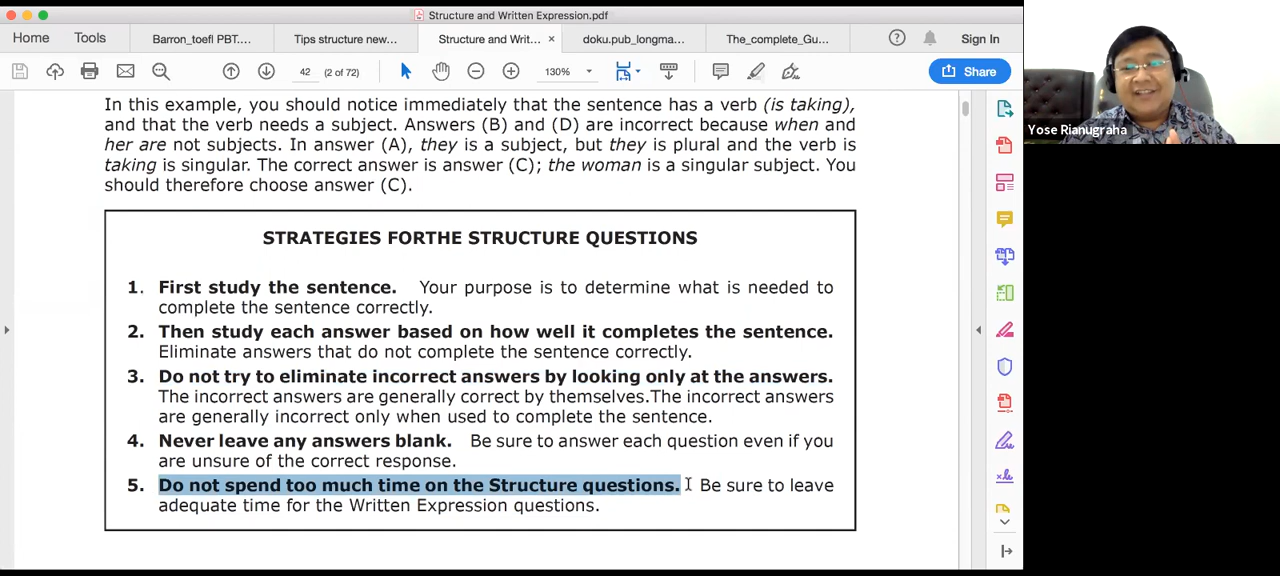 Structure and Written Expression.pdf
Home Tools Barron_toefl PBT.... Tips structure new... Structure and Writ... × doku.pub_longma... The_complete_Gu... Sign In
42 (2 of 72) 130% Share
In this example, you should notice immediately that the sentence has a verb (is taking),
and that the verb needs a subject. Answers (B) and (D) are incorrect because when and
her are not subjects. In answer (A), they is a subject, but they is plural and the verb is
taking is singular. The correct answer is answer (C); the woman is a singular subject. You
should therefore choose answer (C).
STRATEGIES FORTHE STRUCTURE QUESTIONS
1. First study the sentence. Your purpose is to determine what is needed to
complete the sentence correctly.
2. Then study each answer based on how well it completes the sentence.
Eliminate answers that do not complete the sentence correctly.
3. Do not try to eliminate incorrect answers by looking only at the answers.
The incorrect answers are generally correct by themselves.The incorrect answers
are generally incorrect only when used to complete the sentence.
4. Never leave any answers blank. Be sure to answer each question even if you
are unsure of the correct response.
5. Do not spend too much time on the Structure questions. Be sure to leave
adequate time for the Written Expression questions.
Yose Rianugraha